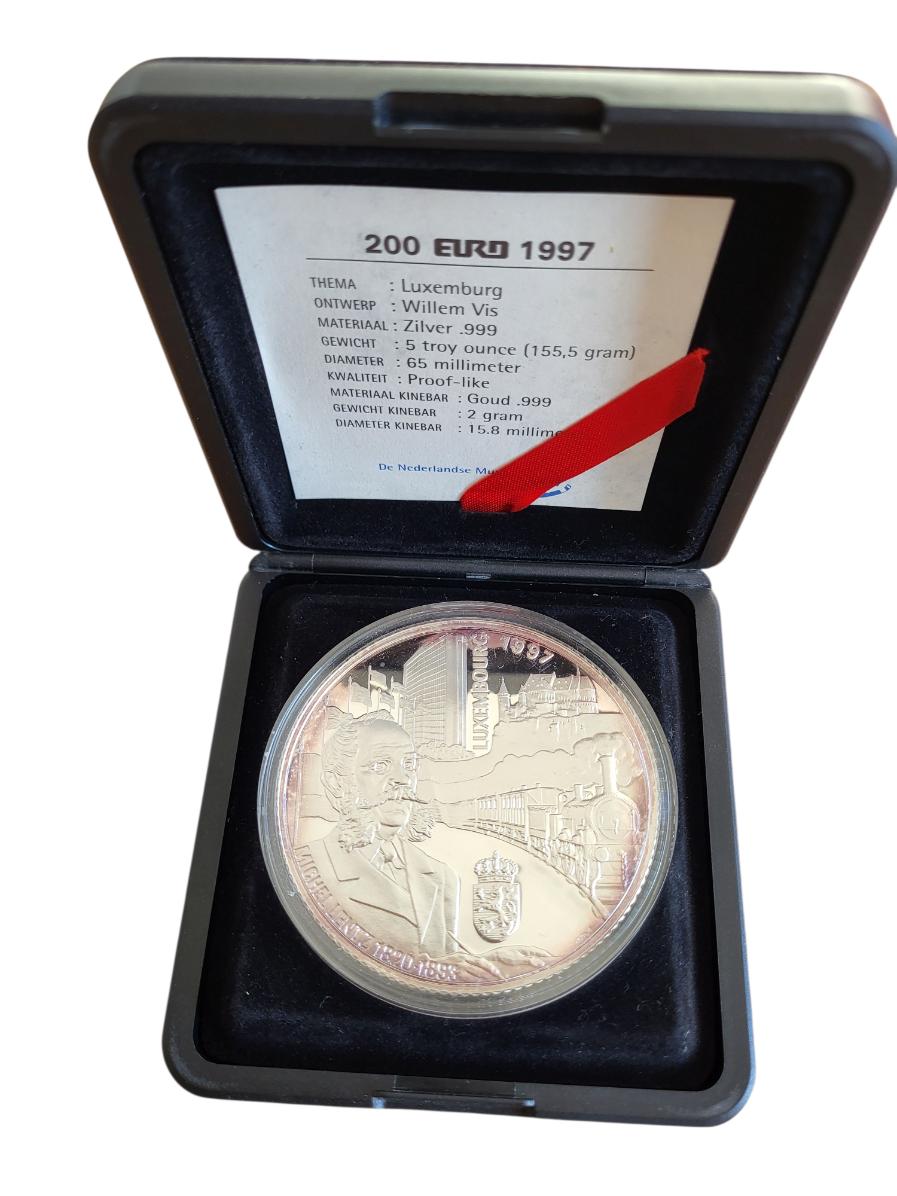 200 EURO 1997
THEMA : Luxemburg
ONTWERP : Willem Vis
MATERIAAL : Zilver .999
GEWICHT : 5 troy ounce (155,5 gram)
DIAMETER : 65 millimeter
KWALITEIT : Proof-like
MATERIAAL KINEBAR : Goud .999
GEWICHT KINEBAR : 2 gram
DIAMETER KINEBAR : 15.8 millime
De Nederlandse Mu
LUXEMBOURG
1997
MICHEL LENTZ 1820-1893